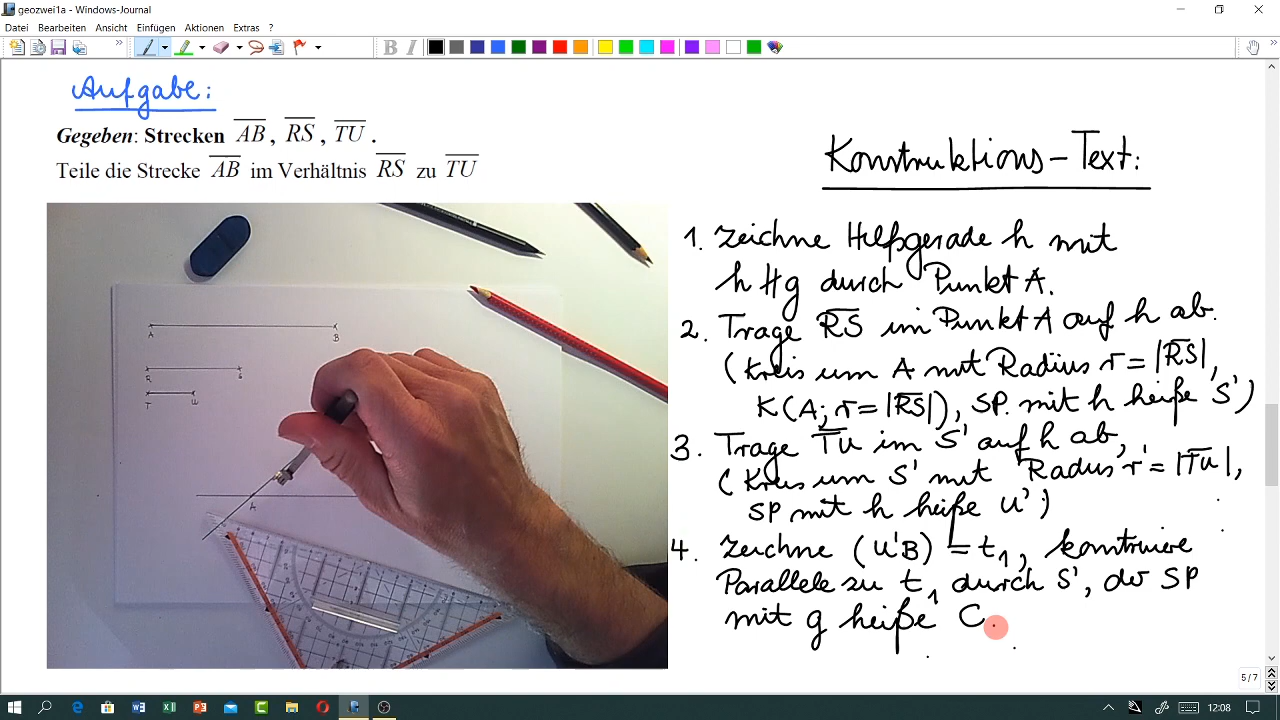 geozwei1a - Windows-Journal
Datei Bearbeiten Ansicht Einfügen Aktionen Extras ?
B I
Aufgabe:
Gegeben: Strecken AB, RS, TU.
Teile die Strecke AB im Verhältnis RS zu TU
A
B
R
S
T
U
A
Konstruktions-Text:
1. Zeichne Hilfsgerade h mit
h ∦ g durch Punkt A.
2. Trage RS im Punkt A auf h ab.
(Kreis um A mit Radius r = |RS|,
K(A; r = |RS|), SP. mit h heiße S')
3. Trage TU im S' auf h ab,
(Kreis um S' mit Radius r' = |TU|,
SP mit h heiße U')
4. Zeichne (U'B) = t₁, konstruiere
Parallele zu t₁ durch S', der SP
mit g heiße C.
5/7
12:08